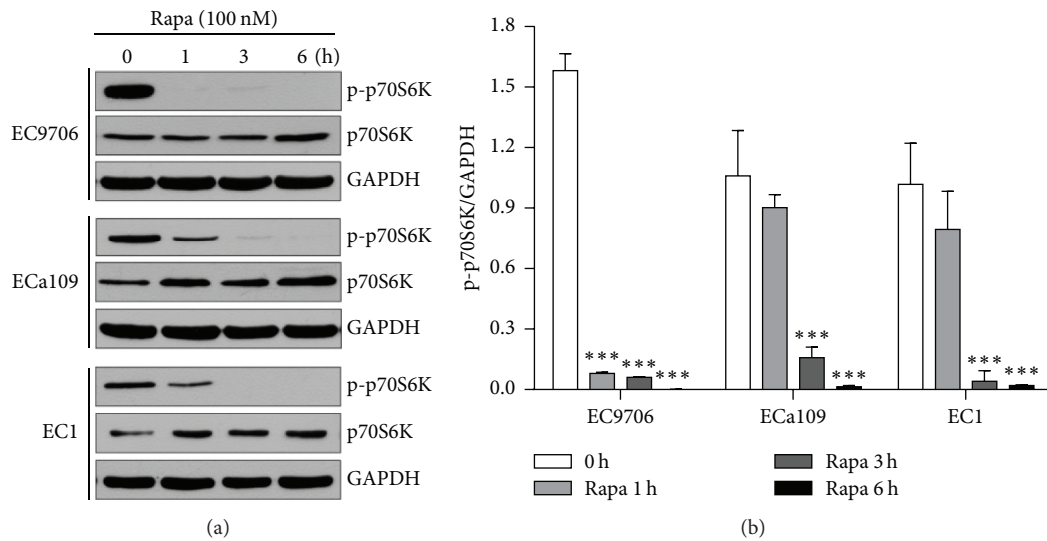 Rapa (100 nM)
0 1 3 6 (h)
EC9706
p-p70S6K
p70S6K
GAPDH
ECa109
p-p70S6K
p70S6K
GAPDH
EC1
p-p70S6K
p70S6K
GAPDH
(a)
p-p70S6K/GAPDH
1.8
1.5
1.2
0.9
0.6
0.3
0.0
*** *** ***
*** ***
*** ***
EC9706 ECa109 EC1
0 h
Rapa 1 h
Rapa 3 h
Rapa 6 h
(b)